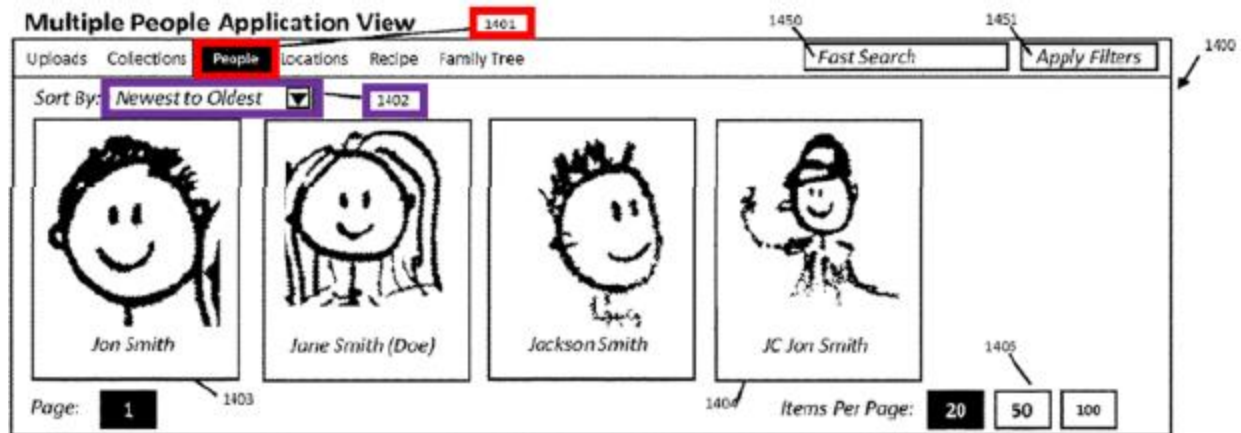 Multiple People Application View 1401 1450 1451
1400
Uploads Collections People Locations Recipe Family Tree Fast Search Apply Filters
Sort By: Newest to Oldest 1402
Jon Smith Jane Smith (Doe) Jackson Smith JC Jon Smith
1403 1404 1405
Page: 1 Items Per Page: 20 50 100